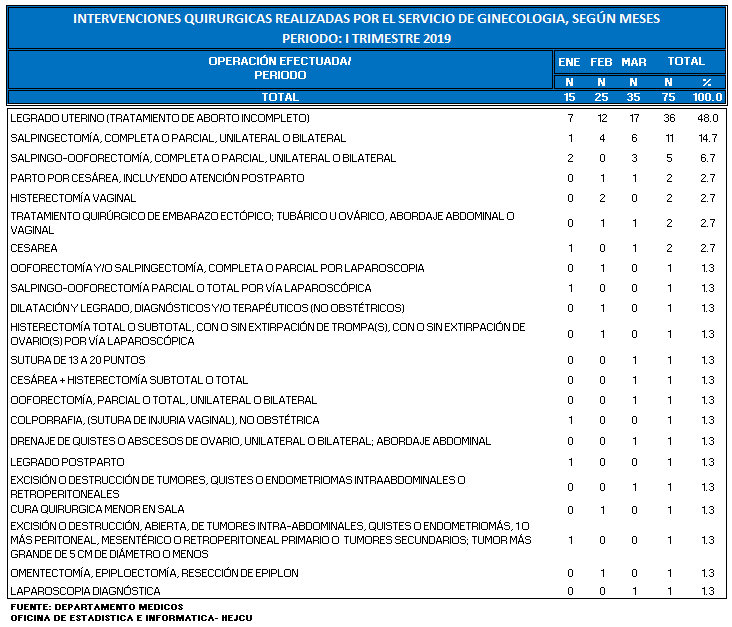 INTERVENCIONES QUIRURGICAS REALIZADAS POR EL SERVICIO DE GINECOLOGIA, SEGÚN MESES
PERIODO: I TRIMESTRE 2019
OPERACIÓN EFECTUADA/ ENE FEB MAR TOTAL
PERIODO N N N N %
TOTAL 15 25 35 75 100.0
LEGRADO UTERINO (TRATAMIENTO DE ABORTO INCOMPLETO) 7 12 17 36 48.0
SALPINGECTOMÍA, COMPLETA O PARCIAL, UNILATERAL O BILATERAL 1 4 6 11 14.7
SALPINGO-OOFORECTOMÍA, COMPLETA O PARCIAL, UNILATERAL O BILATERAL 2 0 3 5 6.7
PARTO POR CESÁREA, INCLUYENDO ATENCIÓN POSTPARTO 0 1 1 2 2.7
HISTERECTOMÍA VAGINAL 0 2 0 2 2.7
TRATAMIENTO QUIRÚRGICO DE EMBARAZO ECTÓPICO; TUBÁRICO U OVÁRICO, ABORDAJE ABDOMINAL O
VAGINAL 0 1 1 2 2.7
CESAREA 1 0 1 2 2.7
OOFORECTOMÍA Y/O SALPINGECTOMÍA, COMPLETA O PARCIAL POR LAPAROSCOPIA 0 1 0 1 1.3
SALPINGO-OOFORECTOMÍA PARCIAL O TOTAL POR VÍA LAPAROSCÓPICA 1 0 0 1 1.3
DILATACIÓN Y LEGRADO, DIAGNÓSTICOS Y/O TERAPÉUTICOS (NO OBSTÉTRICOS) 0 1 0 1 1.3
HISTERECTOMÍA TOTAL O SUBTOTAL, CON O SIN EXTIRPACIÓN DE TROMPA(S), CON O SIN EXTIRPACIÓN DE
OVARIO(S) POR VÍA LAPAROSCÓPICA 0 1 0 1 1.3
SUTURA DE 13 A 20 PUNTOS 0 0 1 1 1.3
CESÁREA + HISTERECTOMÍA SUBTOTAL O TOTAL 0 0 1 1 1.3
OOFORECTOMÍA, PARCIAL O TOTAL, UNILATERAL O BILATERAL 0 0 1 1 1.3
COLPORRAFIA, (SUTURA DE INJURIA VAGINAL), NO OBSTÉTRICA 1 0 0 1 1.3
DRENAJE DE QUISTES O ABSCESOS DE OVARIO, UNILATERAL O BILATERAL; ABORDAJE ABDOMINAL 0 0 1 1 1.3
LEGRADO POSTPARTO 1 0 0 1 1.3
EXCISIÓN O DESTRUCCIÓN DE TUMORES, QUISTES O ENDOMETRIOMAS INTRAABDOMINALES O
RETROPERITONEALES 0 0 1 1 1.3
CURA QUIRURGICA MENOR EN SALA 0 1 0 1 1.3
EXCISIÓN O DESTRUCCIÓN, ABIERTA, DE TUMORES INTRA-ABDOMINALES, QUISTES O ENDOMETRIOMÁS, 1 O
MÁS PERITONEAL, MESENTÉRICO O RETROPERITONEAL PRIMARIO O TUMORES SECUNDARIOS; TUMOR MÁS 1 0 0 1 1.3
GRANDE DE 5 CM DE DIÁMETRO O MENOS
OMENTECTOMÍA, EPIPLOECTOMÍA, RESECCIÓN DE EPIPLON 0 1 0 1 1.3
LAPAROSCOPIA DIAGNÓSTICA 0 0 1 1 1.3
FUENTE: DEPARTAMENTO MEDICOS
OFICINA DE ESTADISTICA E INFORMATICA- HEJCU